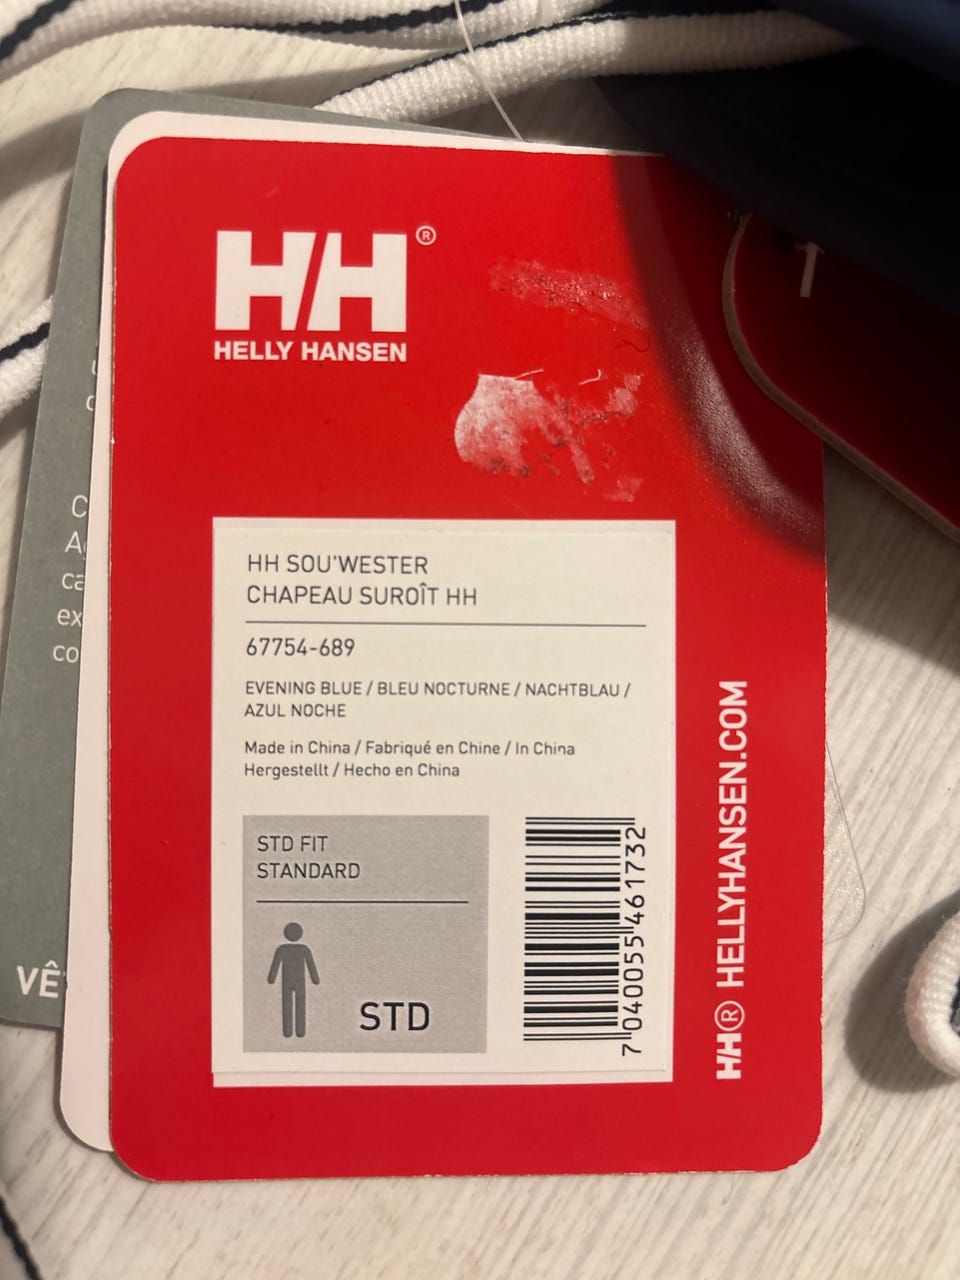 HH®
HELLY HANSEN
HH SOU'WESTER
CHAPEAU SUROÎT HH
67754-689
EVENING BLUE / BLEU NOCTURNE / NACHTBLAU /
AZUL NOCHE
Made in China / Fabriqué en Chine / In China
Hergestellt / Hecho en China
STD FIT
STANDARD
STD
7 040055 461732
HH® HELLYHANSEN.COM